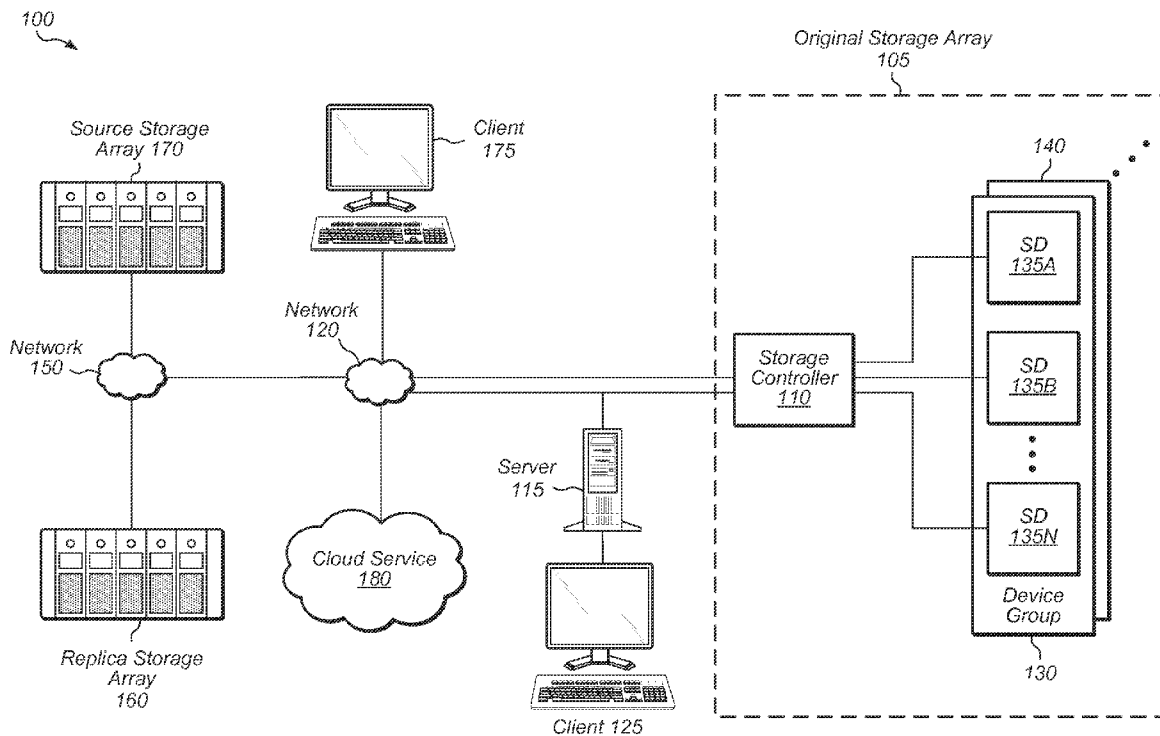 100
Original Storage Array
105
Source Storage
Array 170
Client
175
140
SD
135A
Network
120
Network
150
Storage
Controller
110
SD
135B
Server
115
SD
135N
Cloud Service
180
Device
Group
Replica Storage
Array
160
130
Client 125